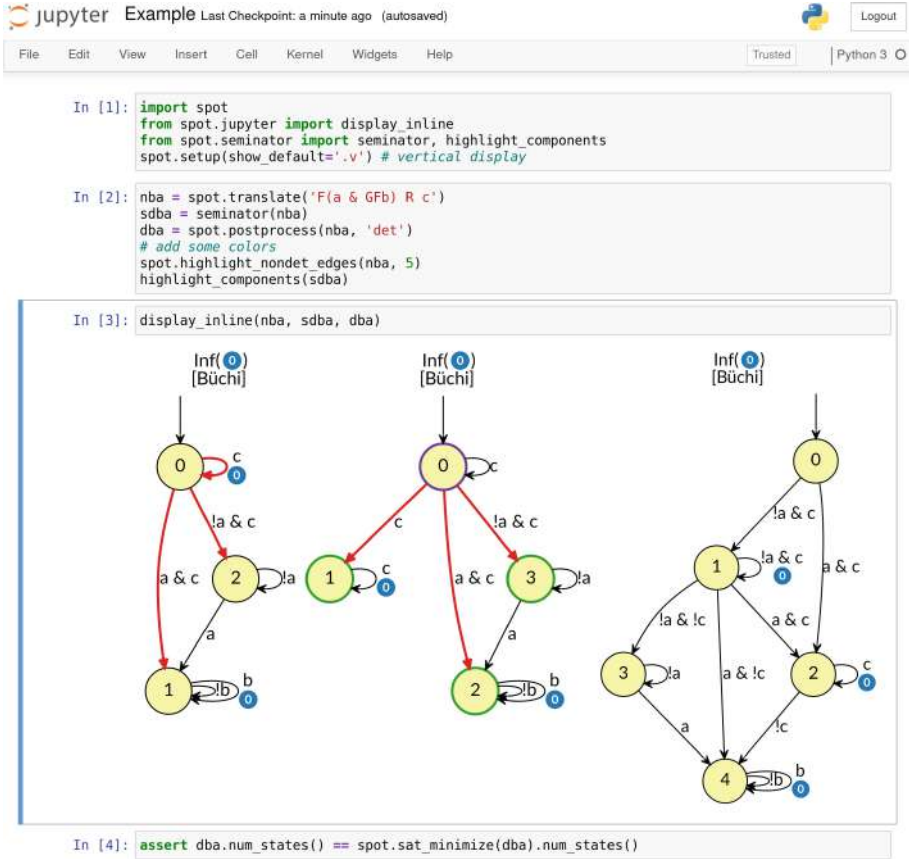 jupyter Example Last Checkpoint: a minute ago (autosaved) Logout
File Edit View Insert Cell Kernel Widgets Help Trusted Python 3
In [1]: import spot
from spot.jupyter import display_inline
from spot.seminator import seminator, highlight_components
spot.setup(show_default='.v') # vertical display
In [2]: nba = spot.translate('F(a & GFb) R c')
sdba = seminator(nba)
dba = spot.postprocess(nba, 'det')
# add some colors
spot.highlight_nondet_edges(nba, 5)
highlight_components(sdba)
In [3]: display_inline(nba, sdba, dba)
Inf(0)
[Büchi]
0
c
0
!a & c
a & c
2
!a
a
1
!b
b
0
Inf(0)
[Büchi]
0
c
c
!a & c
1
c
0
a & c
3
!a
a
2
!b
b
0
Inf(0)
[Büchi]
0
!a & c
a & c
1
!a & c
0
!a & !c
a & !c
a & c
3
!a
2
c
0
a
!c
4
!b
b
0
In [4]: assert dba.num_states() == spot.sat_minimize(dba).num_states()